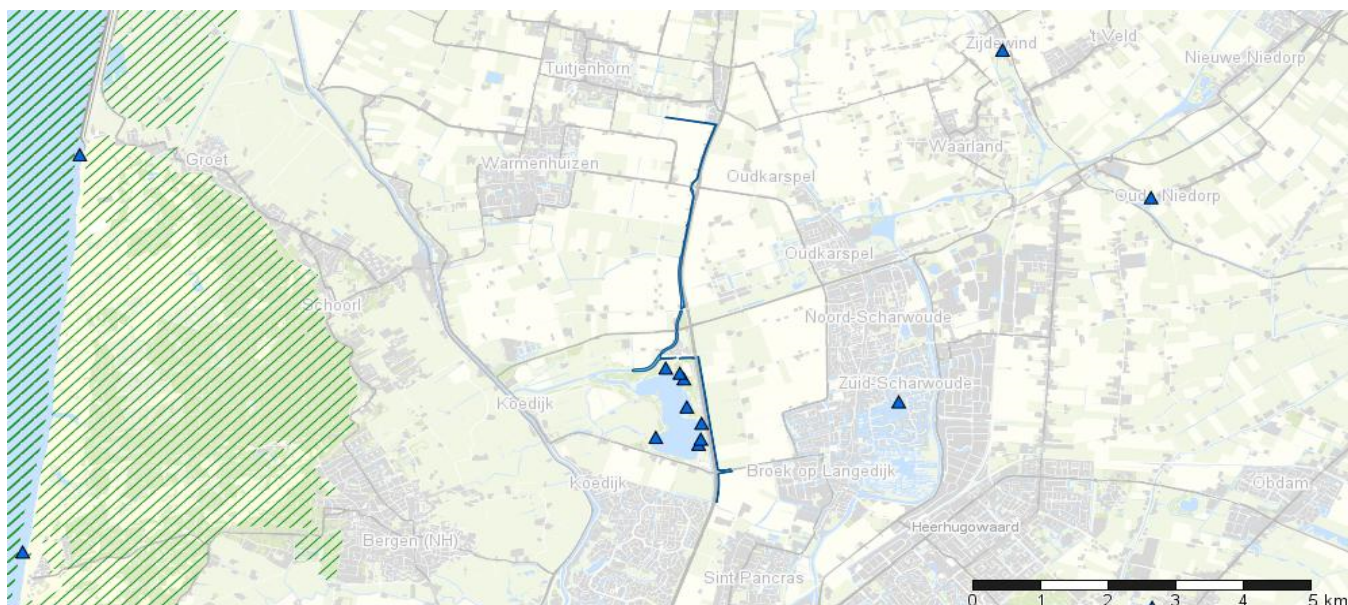 Zijdewind
't Veld
Nieuwe Niedorp
Tuitjenhorn
Groet
Warmenhuizen
Waarland
Oudkarspel
Oude Niedorp
Oudkarspel
Schoorl
Noord-Scharwoude
Zuid-Scharwoude
Koedijk
Broek op Langedijk
Koedijk
Obdam
Bergen (NH)
Heerhugowaard
Sint Pancras
0 1 2 3 4 5 km